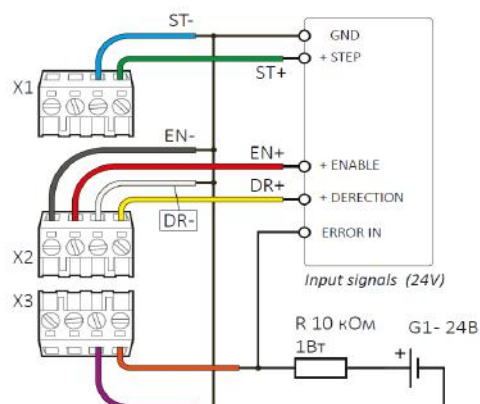 ST-
GND
+ STEP
ST+
X1
EN-
EN+
+ ENABLE
DR+
+ DERECTION
DR-
ERROR IN
X2
Input signals (24V)
X3
R 10 кОм
1Вт
G1- 24В
+